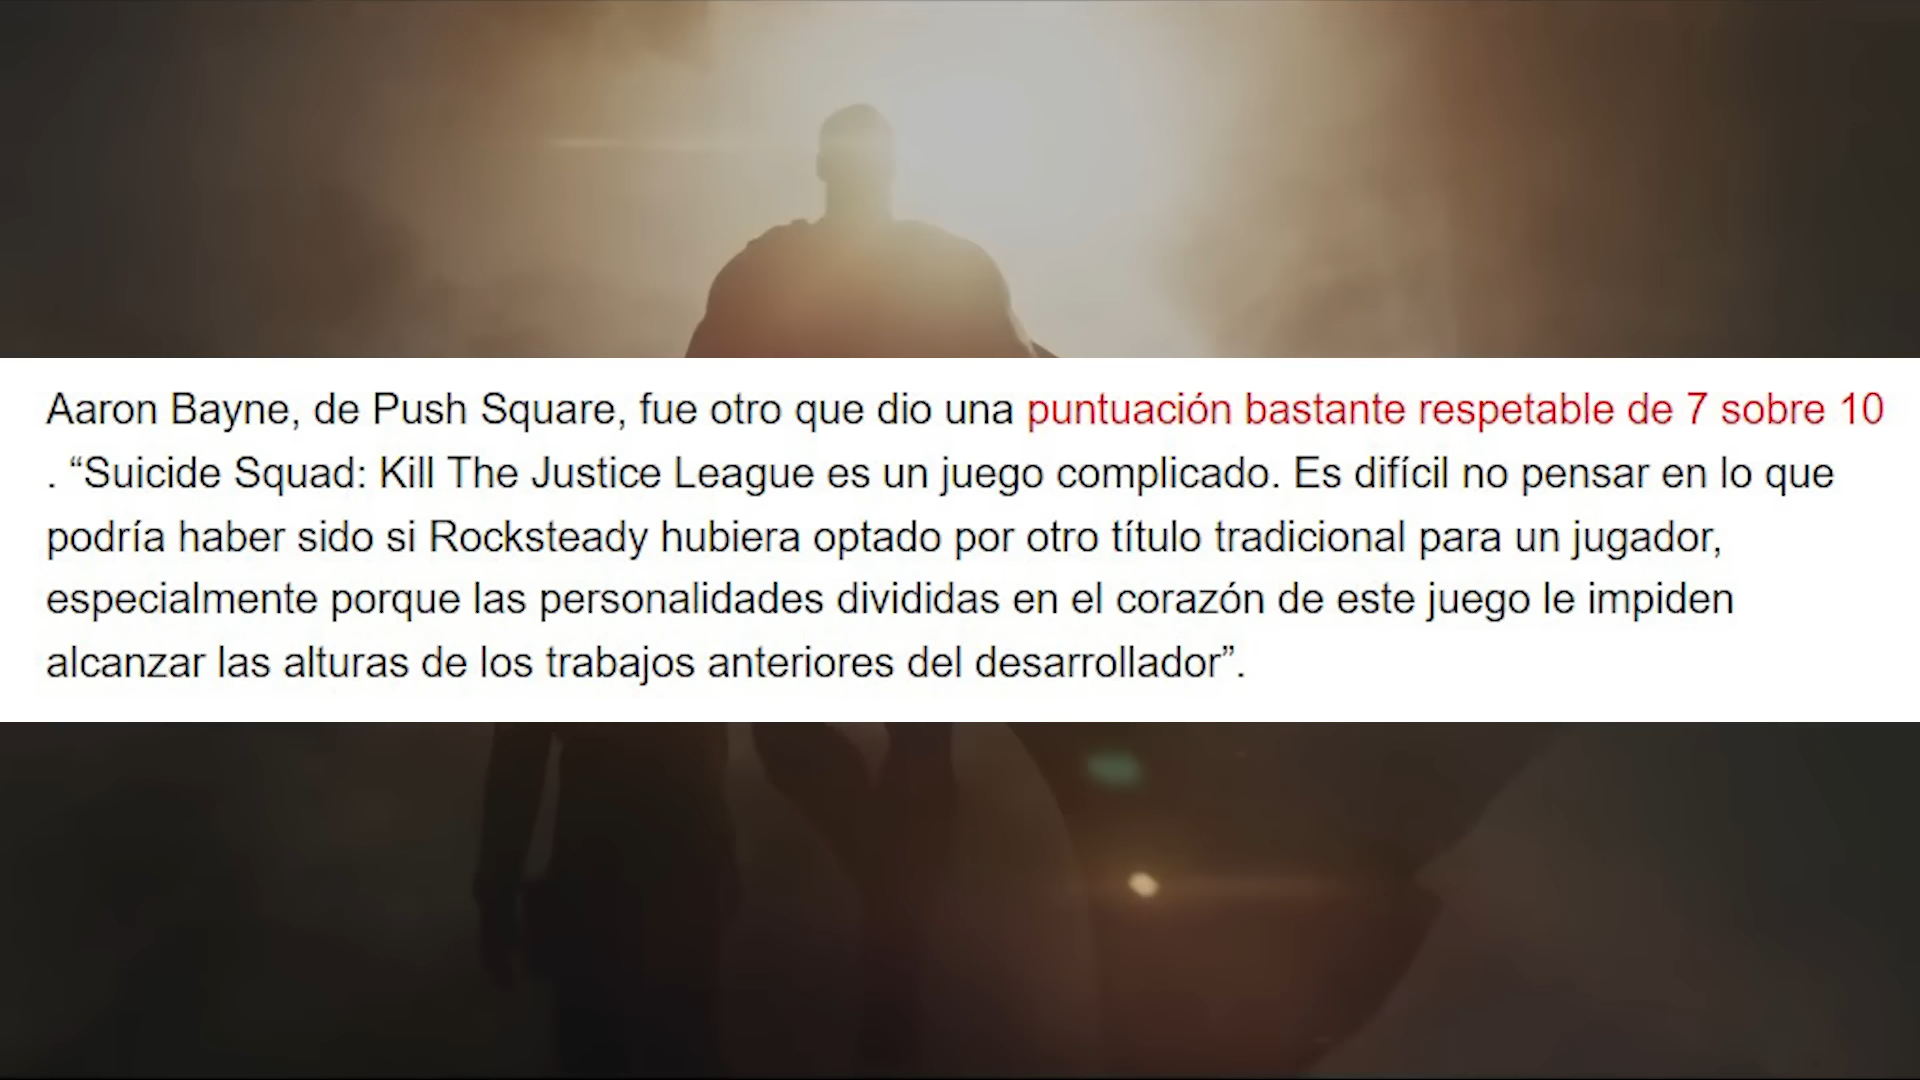 Aaron Bayne, de Push Square, fue otro que dio una puntuación bastante respetable de 7 sobre 10
. “Suicide Squad: Kill The Justice League es un juego complicado. Es difícil no pensar en lo que
podría haber sido si Rocksteady hubiera optado por otro título tradicional para un jugador,
especialmente porque las personalidades divididas en el corazón de este juego le impiden
alcanzar las alturas de los trabajos anteriores del desarrollador”.